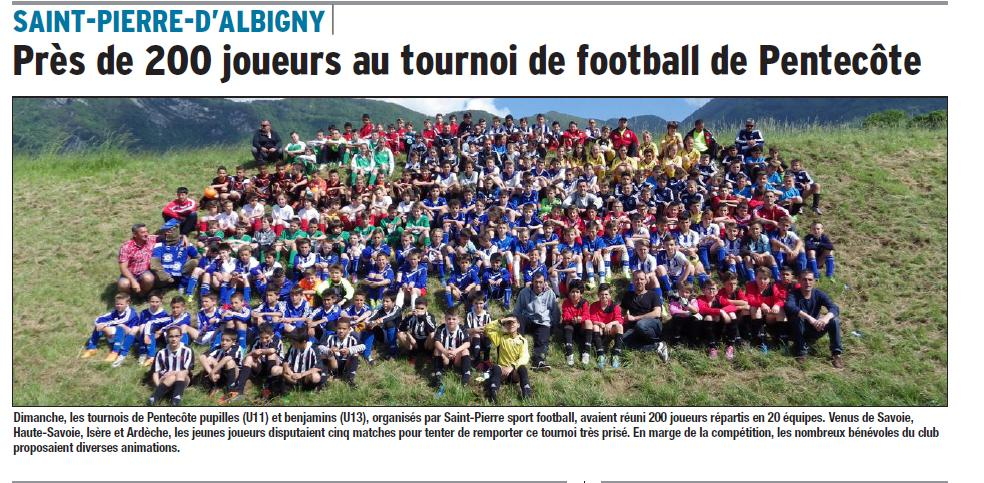 SAINT-PIERRE-D'ALBIGNY
Près de 200 joueurs au tournoi de football de Pentecôte
Dimanche, les tournois de Pentecôte pupilles (U11) et benjamins (U13), organisés par Saint-Pierre sport football, avaient réuni 200 joueurs répartis en 20 équipes. Venus de Savoie,
Haute-Savoie, Isère et Ardèche, les jeunes joueurs disputaient cinq matches pour tenter de remporter ce tournoi très prisé. En marge de la compétition, les nombreux bénévoles du club
proposaient diverses animations.